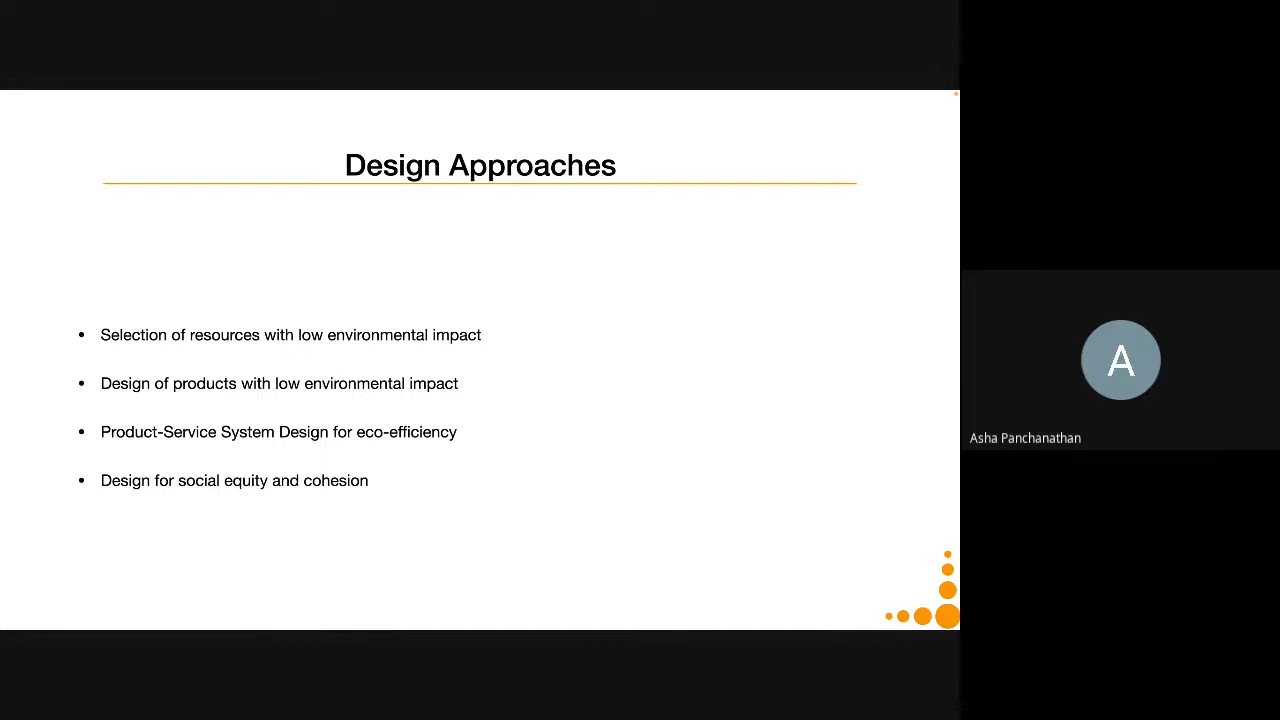 Design Approaches
• Selection of resources with low environmental impact
• Design of products with low environmental impact
• Product-Service System Design for eco-efficiency
• Design for social equity and cohesion
A
Asha Panchanathan